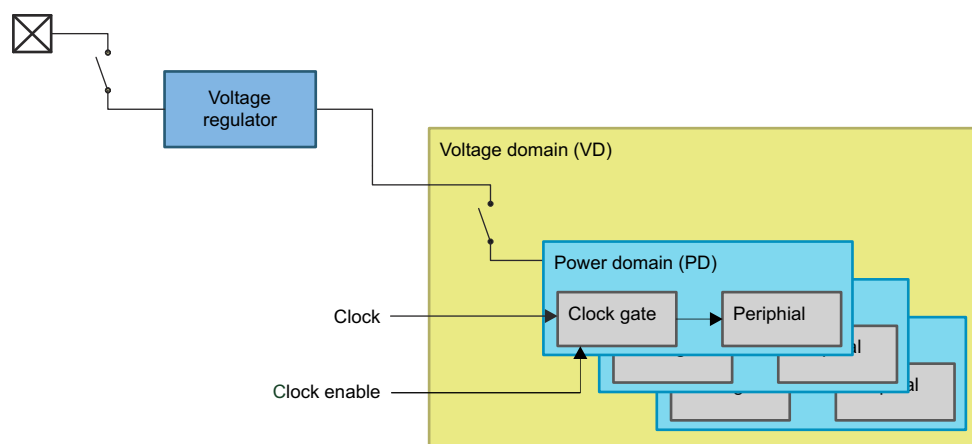 Voltage
regulator
Voltage domain (VD)
Power domain (PD)
Clock
Clock gate
Periphial
Clock enable